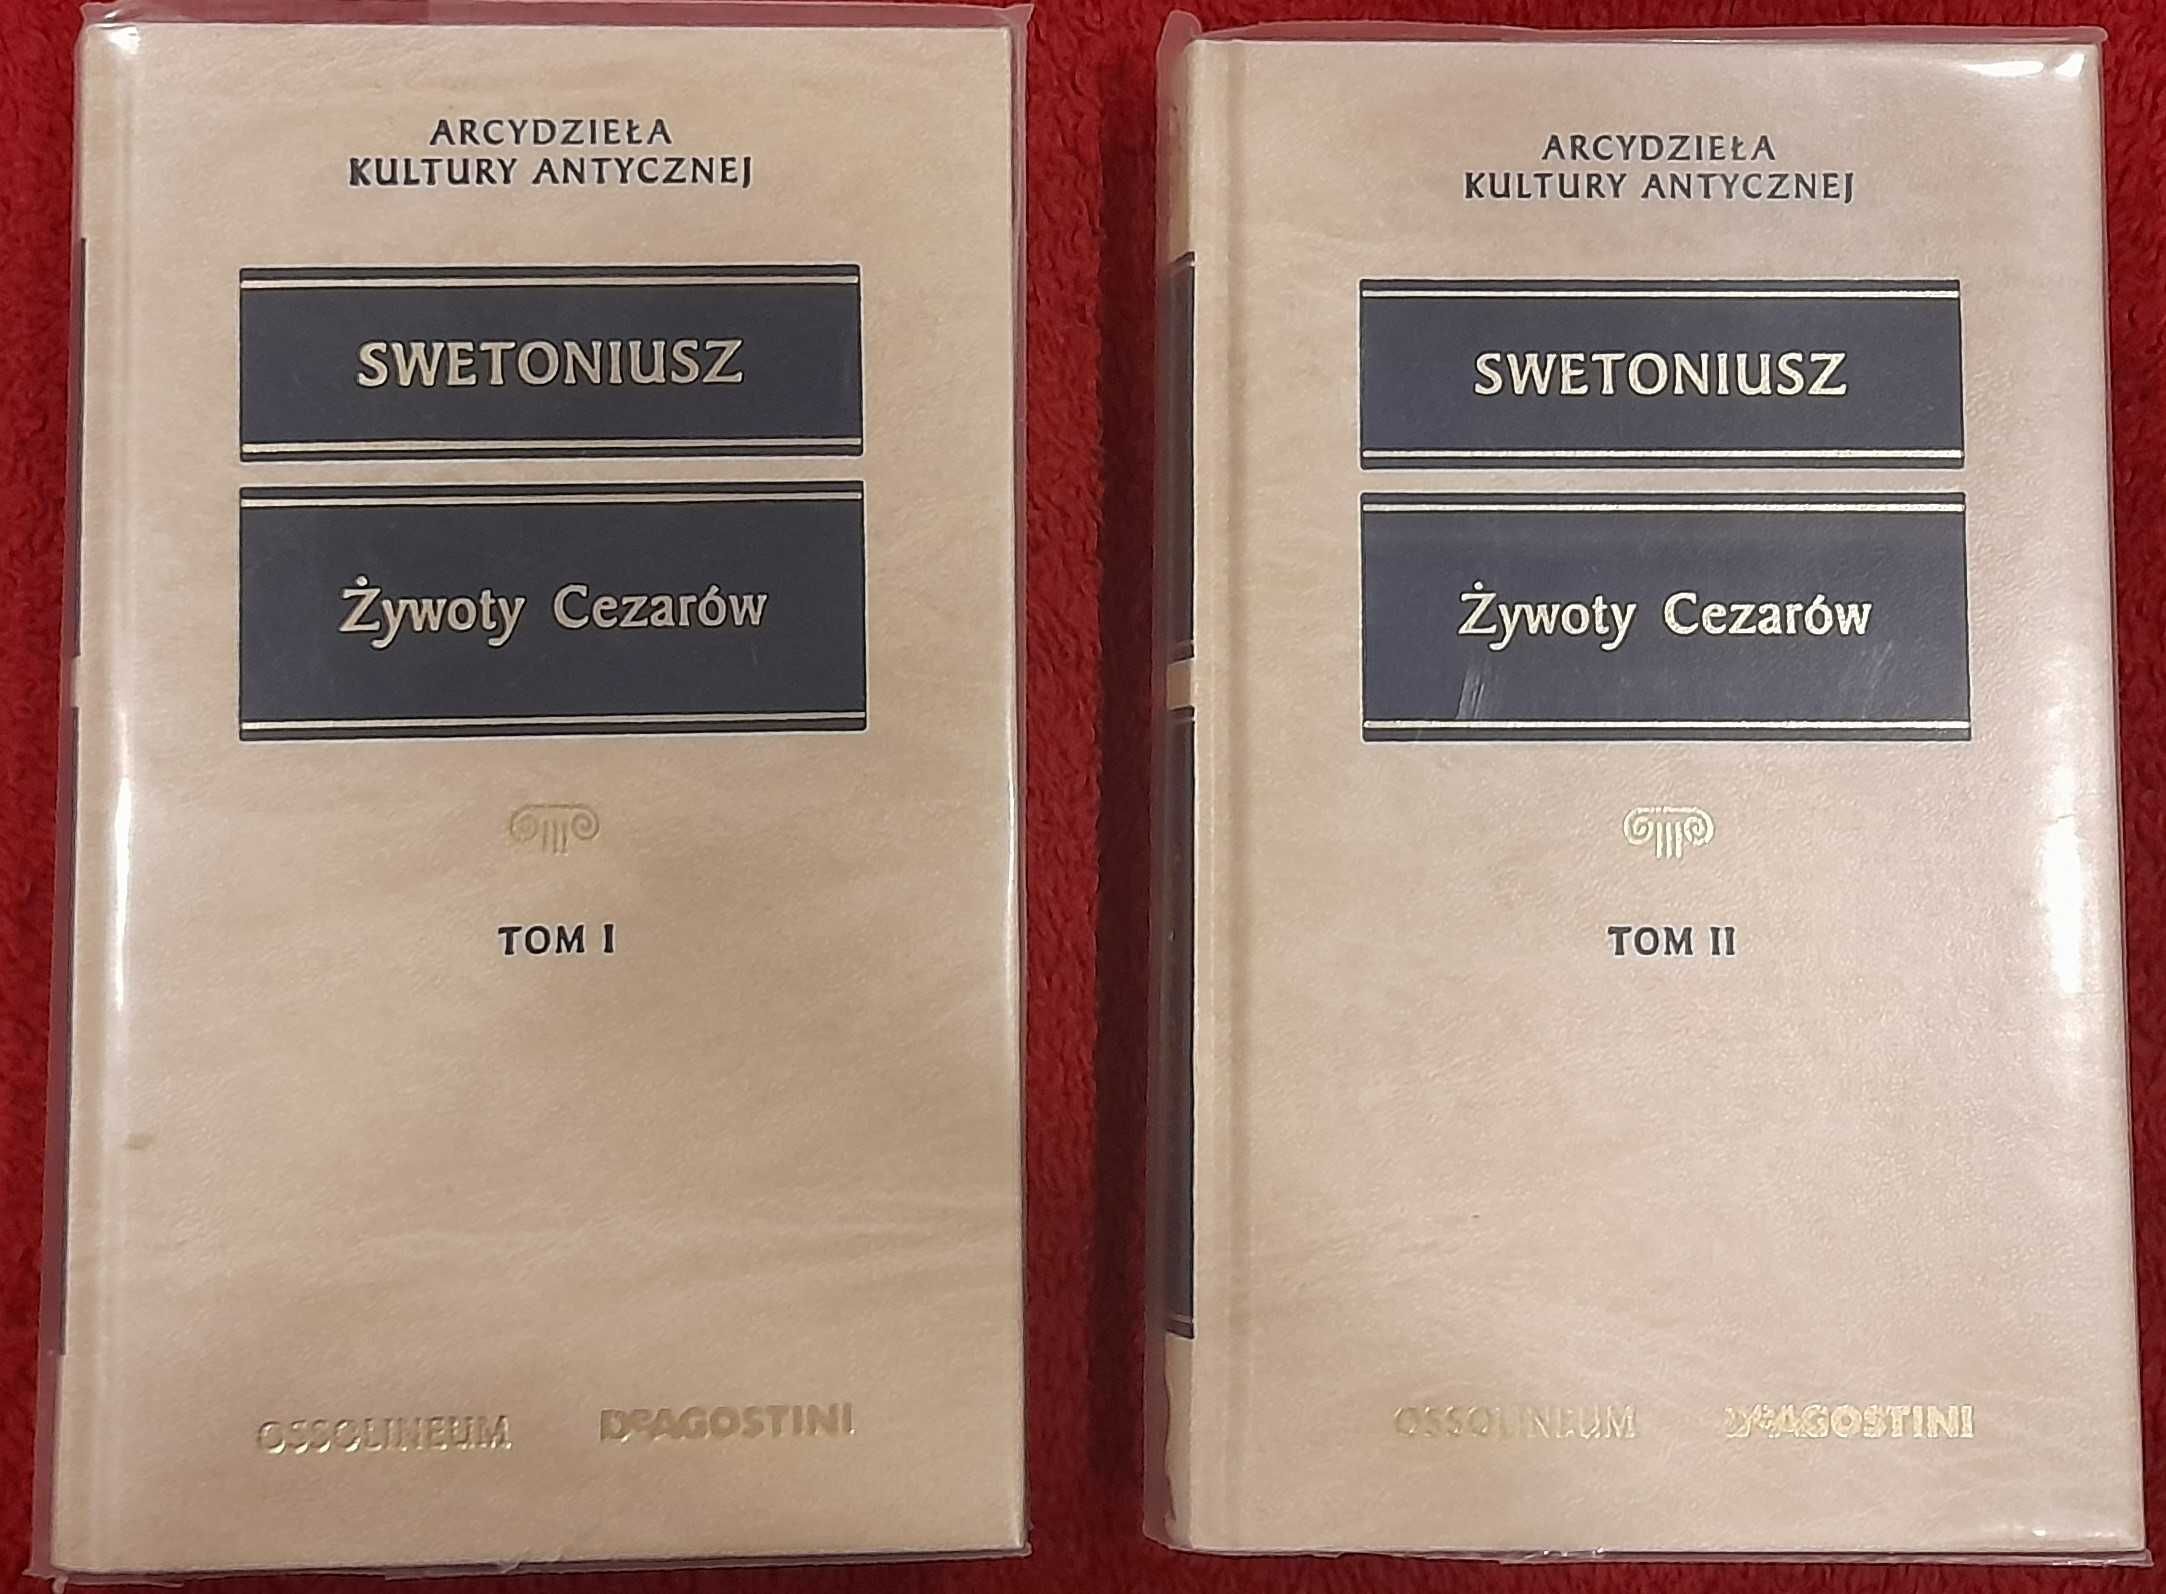 ARCYDZIEŁA
KULTURY ANTYCZNEJ
SWETONIUSZ
Żywoty Cezarów
TOM I
OSSOLINEUM DEAGOSTINI
ARCYDZIEŁA
KULTURY ANTYCZNEJ
SWETONIUSZ
Żywoty Cezarów
TOM II
OSSOLINEUM DEAGOSTINI